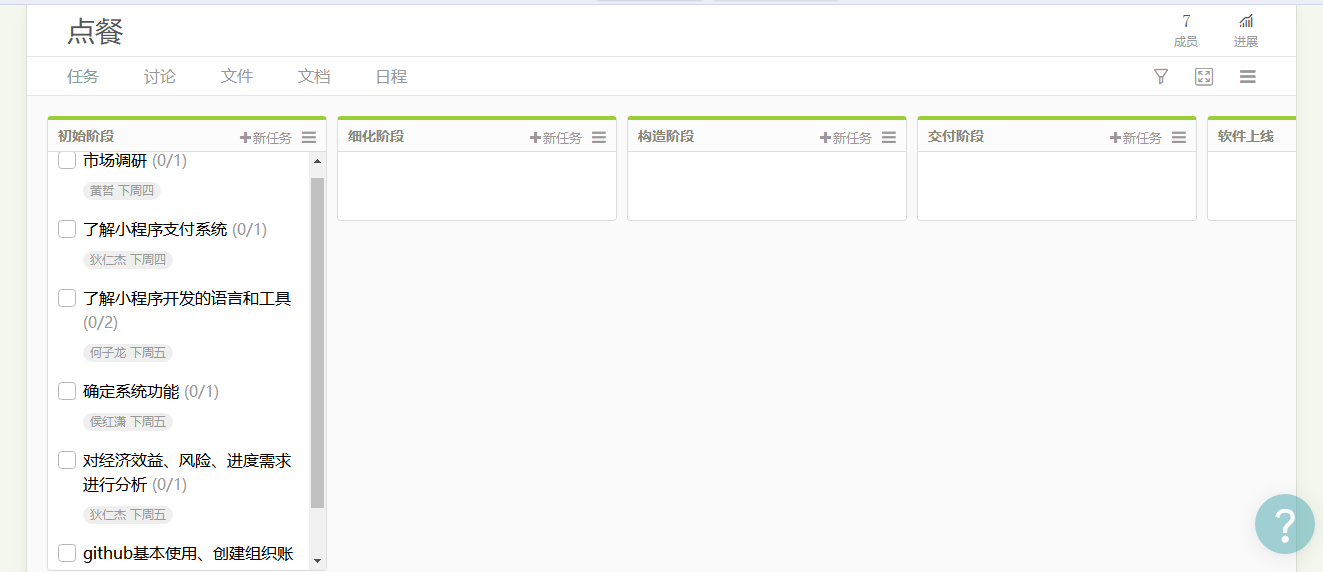 点餐
7
成员
进展
任务 讨论 文件 文档 日程
初始阶段 新任务
市场调研 (0/1)
黄皙 下周四
了解小程序支付系统 (0/1)
狄仁杰 下周四
了解小程序开发的语言和工具
(0/2)
何子龙 下周五
确定系统功能 (0/1)
侯红潇 下周五
对经济效益、风险、进度需求
进行分析 (0/1)
狄仁杰 下周五
github基本使用、创建组织账
细化阶段 新任务
构造阶段 新任务
交付阶段 新任务
软件上线
?